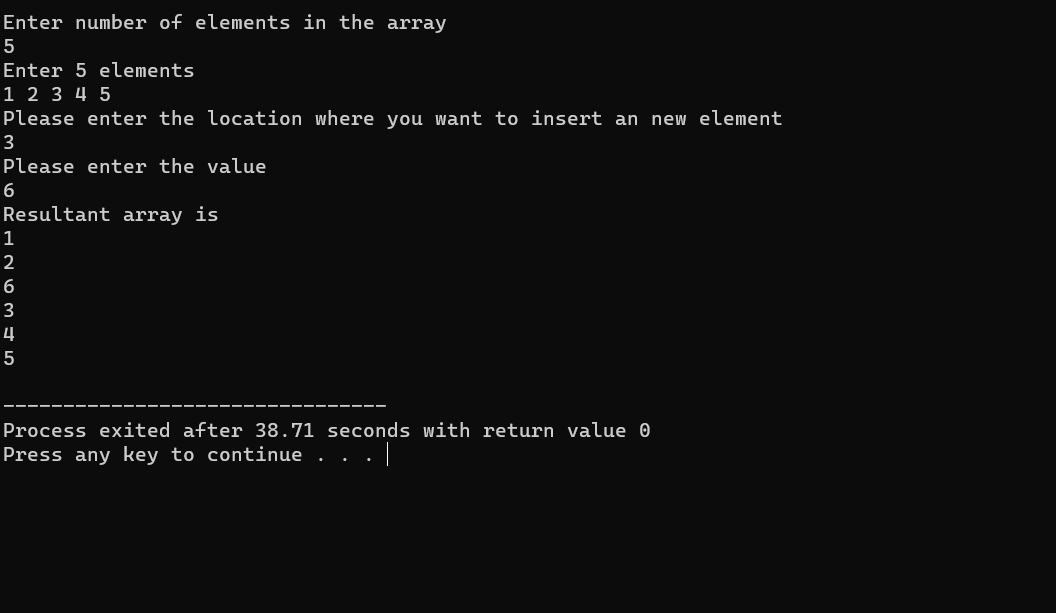 Enter number of elements in the array
5
Enter 5 elements
1 2 3 4 5
Please enter the location where you want to insert an new element
3
Please enter the value
6
Resultant array is
1
2
6
3
4
5
--------------------------------
Process exited after 38.71 seconds with return value 0
Press any key to continue . . .